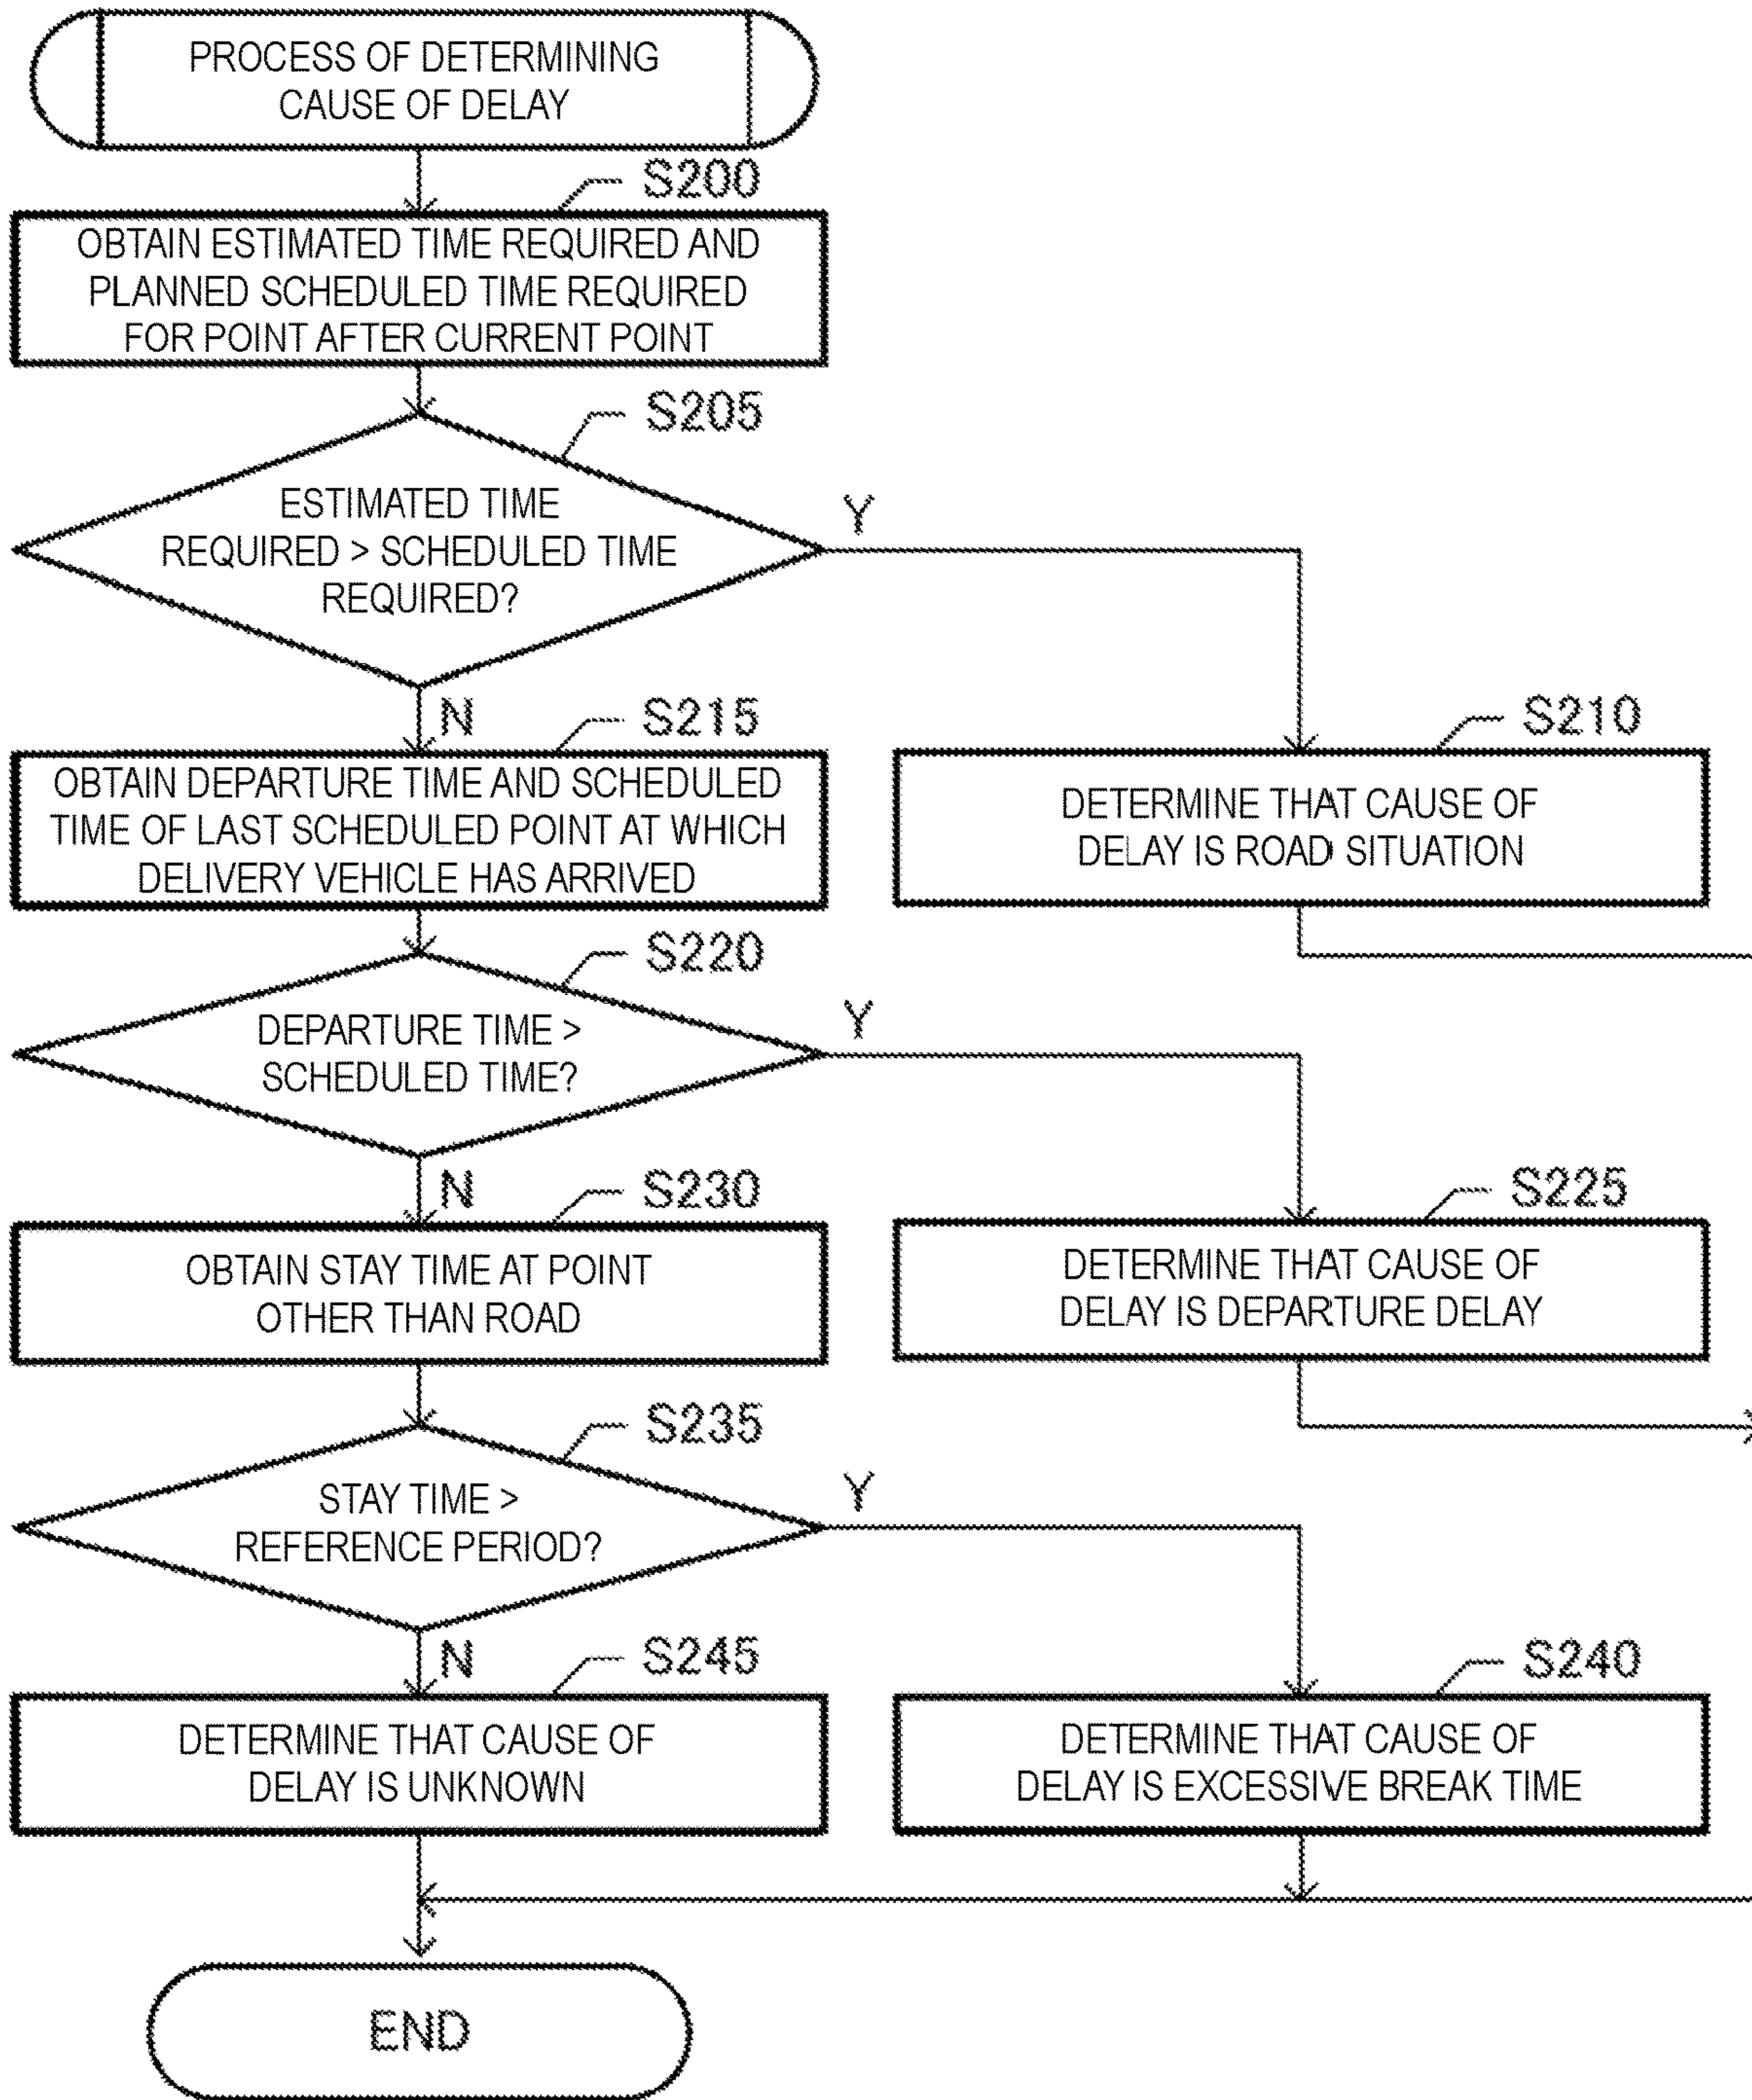 PROCESS OF DETERMINING
CAUSE OF DELAY
S200
OBTAIN ESTIMATED TIME REQUIRED AND
PLANNED SCHEDULED TIME REQUIRED
FOR POINT AFTER CURRENT POINT
S205
ESTIMATED TIME
REQUIRED > SCHEDULED TIME
REQUIRED?
Y
N
S215
OBTAIN DEPARTURE TIME AND SCHEDULED
TIME OF LAST SCHEDULED POINT AT WHICH
DELIVERY VEHICLE HAS ARRIVED
S210
DETERMINE THAT CAUSE OF
DELAY IS ROAD SITUATION
S220
DEPARTURE TIME >
SCHEDULED TIME?
Y
N
S230
OBTAIN STAY TIME AT POINT
OTHER THAN ROAD
S225
DETERMINE THAT CAUSE OF
DELAY IS DEPARTURE DELAY
S235
STAY TIME >
REFERENCE PERIOD?
Y
N
S245
DETERMINE THAT CAUSE OF
DELAY IS UNKNOWN
S240
DETERMINE THAT CAUSE OF
DELAY IS EXCESSIVE BREAK TIME
END